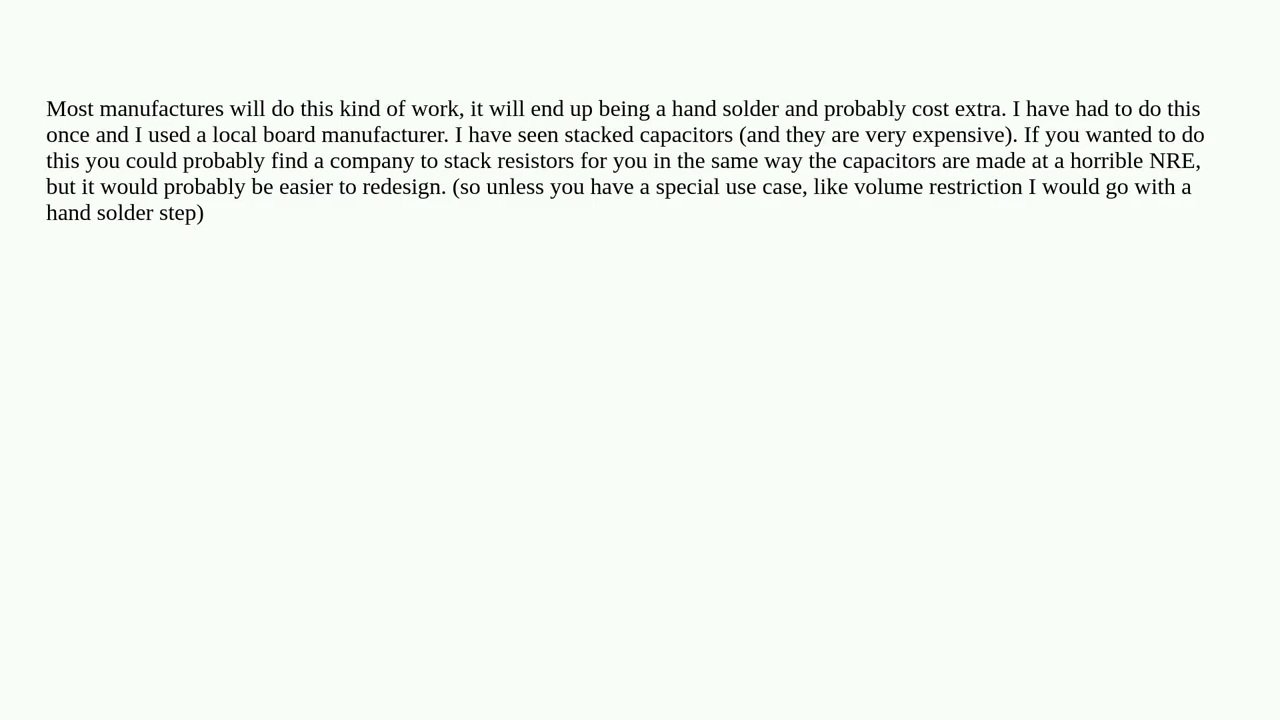 Most manufactures will do this kind of work, it will end up being a hand solder and probably cost extra. I have had to do this
once and I used a local board manufacturer. I have seen stacked capacitors (and they are very expensive). If you wanted to do
this you could probably find a company to stack resistors for you in the same way the capacitors are made at a horrible NRE,
but it would probably be easier to redesign. (so unless you have a special use case, like volume restriction I would go with a
hand solder step)